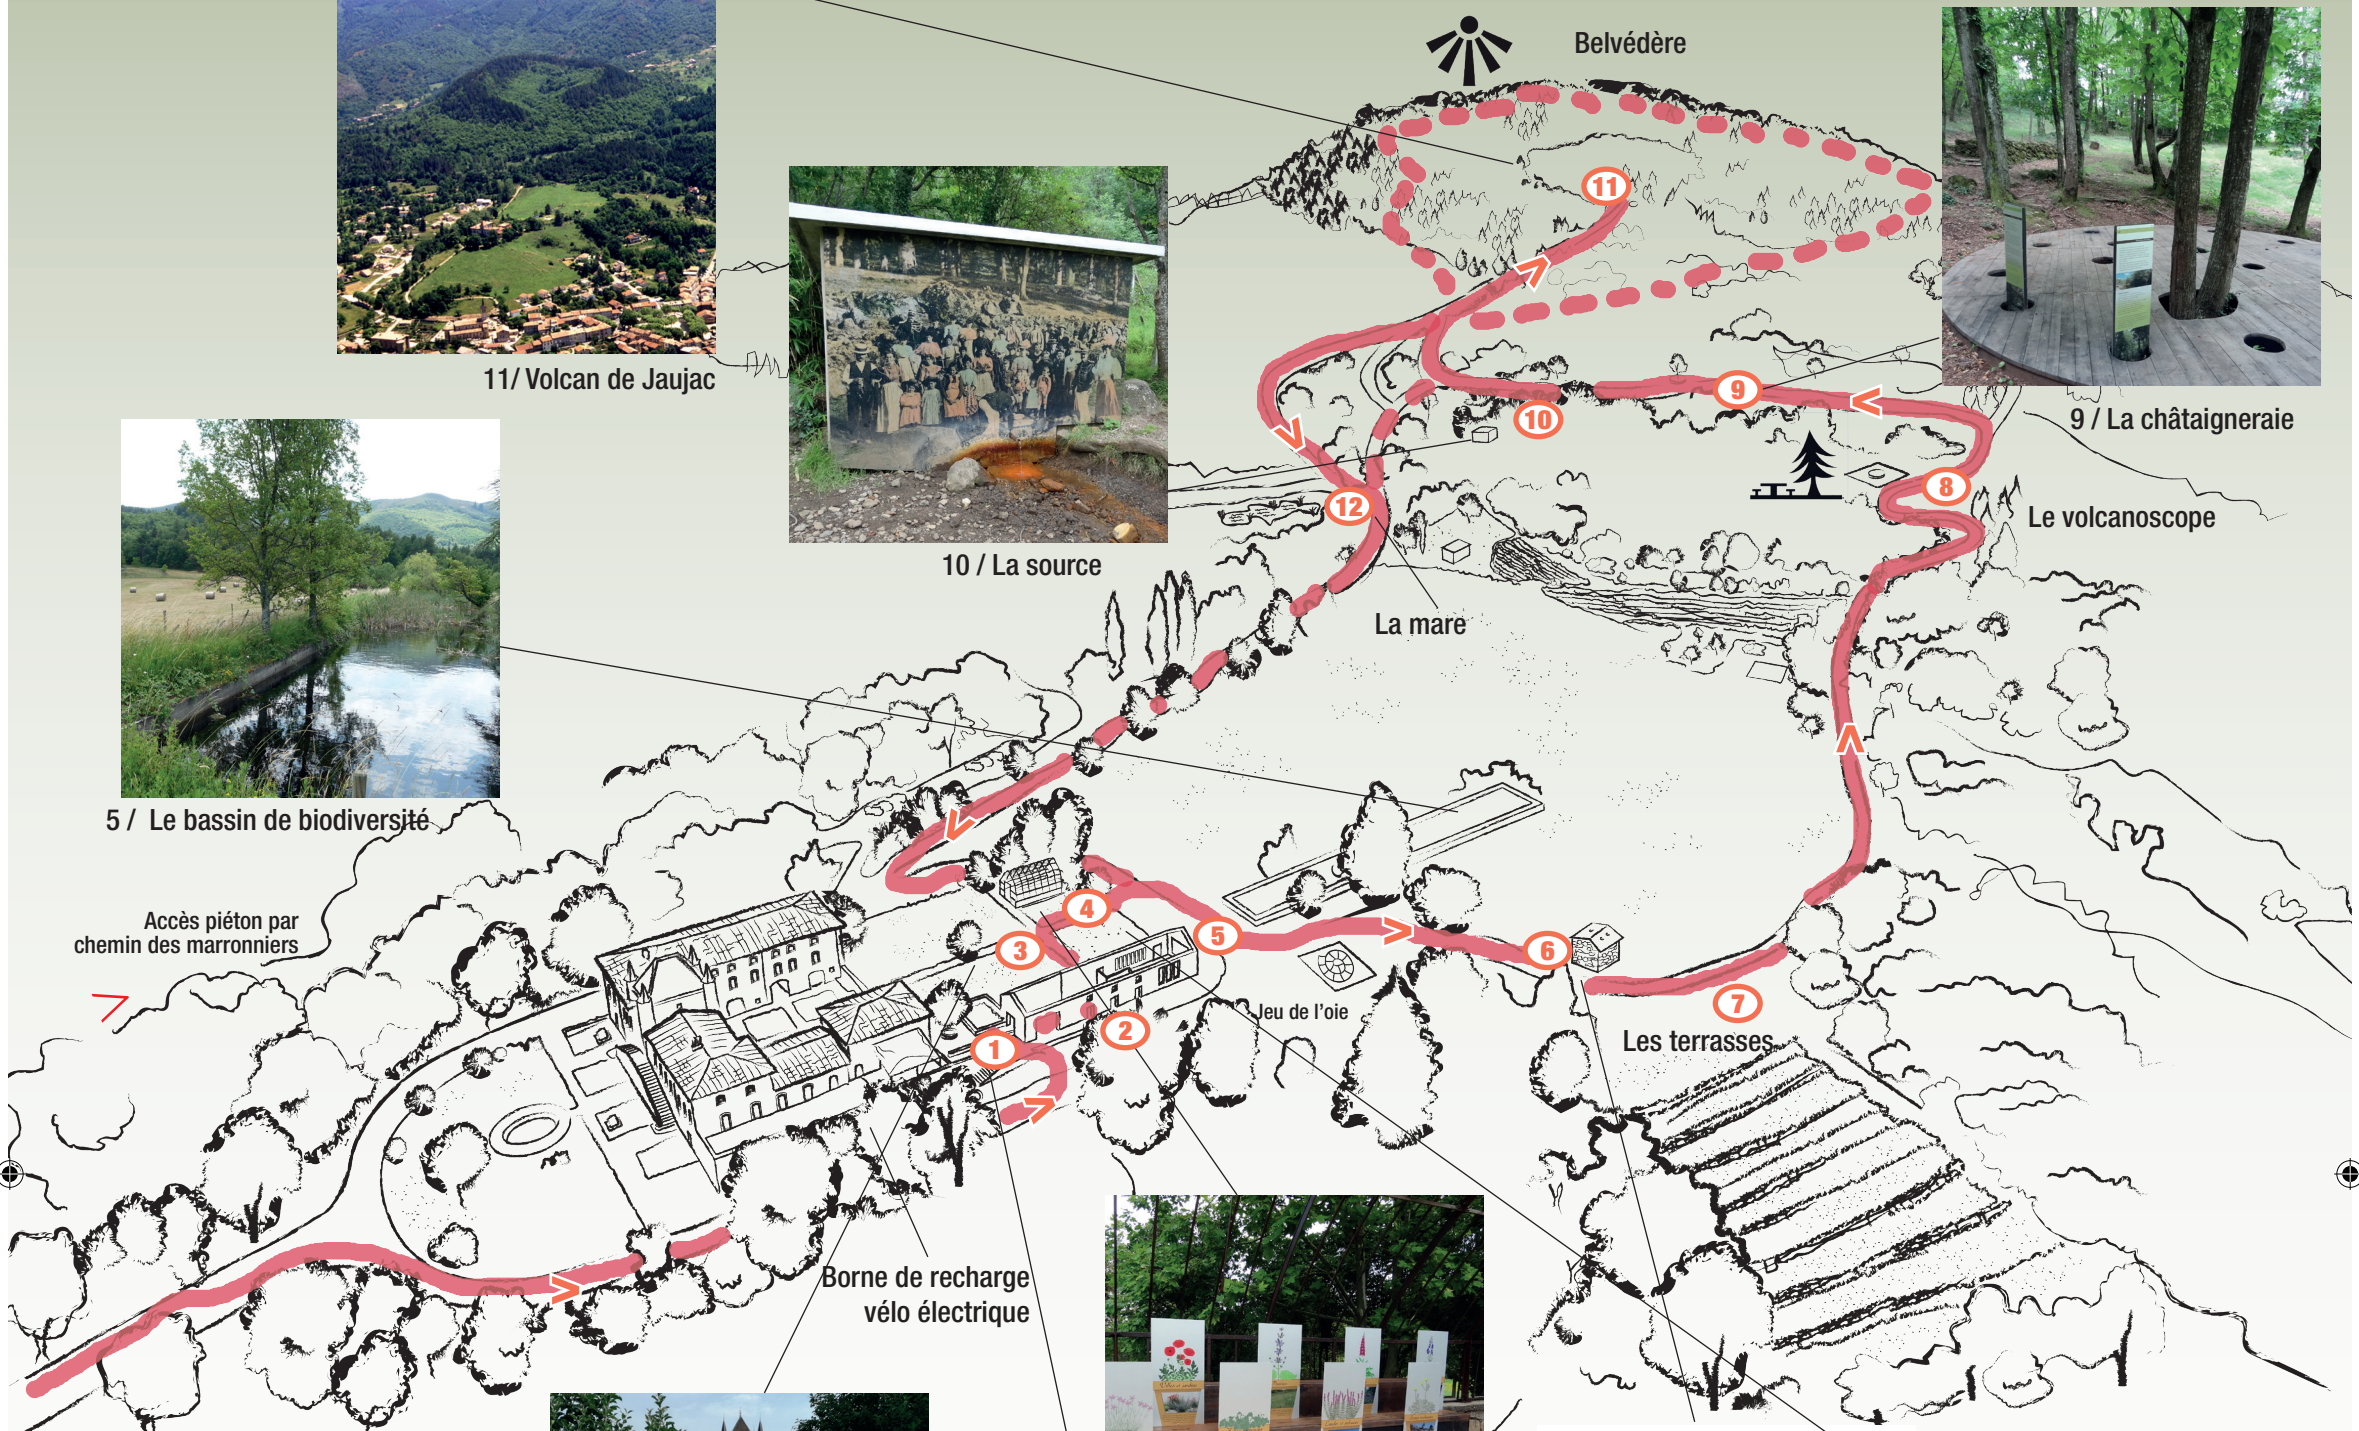 Belvédère
11
11/ Volcan de Jaujac
9
10
9 / La châtaigneraie
8
12
Le volcanoscope
10 / La source
La mare
5 / Le bassin de biodiversité
4
Accès piéton par
chemin des marronniers
3
5
6
7
Jeu de l'oie
2
1
Les terrasses
Borne de recharge
vélo électrique